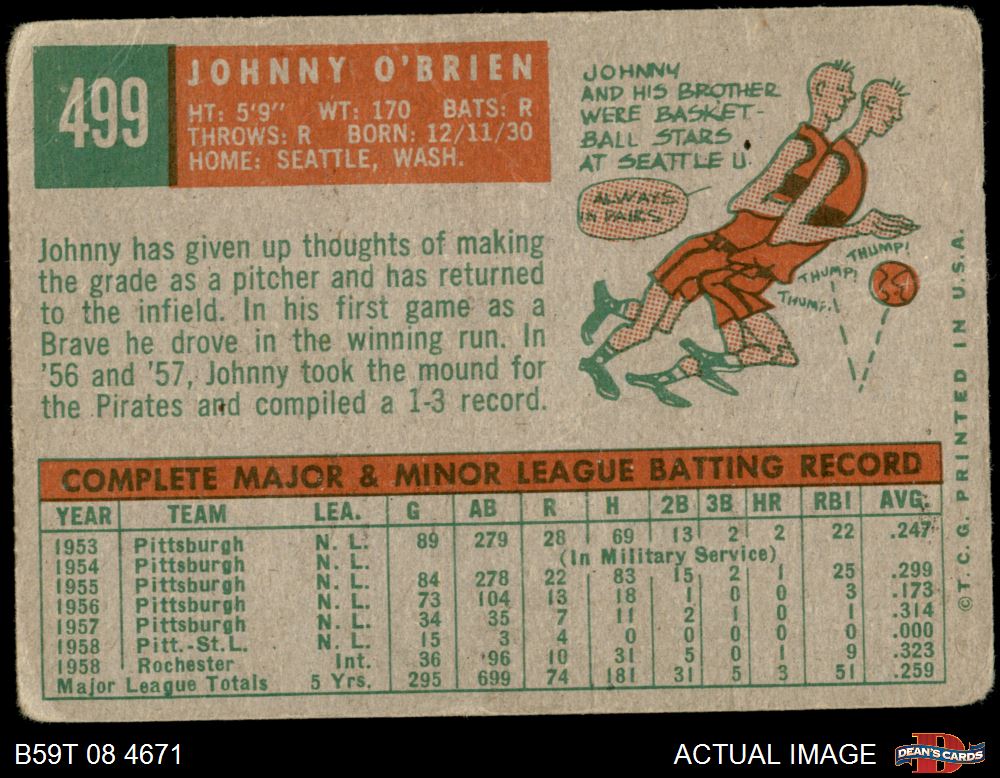 499
JOHNNY O'BRIEN
HT: 5'9" WT: 170 BATS: R
THROWS: R BORN: 12/11/30
HOME: SEATTLE, WASH.
JOHNNY
AND HIS BROTHER
WERE BASKET-
BALL STARS
AT SEATTLE U.
ALWAYS
IN PAIRS!
THUMP!
THUMP!
THUMP!
Johnny has given up thoughts of making
the grade as a pitcher and has returned
to the infield. In his first game as a
Brave he drove in the winning run. In
'56 and '57, Johnny took the mound for
the Pirates and compiled a 1-3 record.
COMPLETE MAJOR & MINOR LEAGUE BATTING RECORD
YEAR TEAM LEA. G AB R H 2B 3B HR RBI AVG.
1953 Pittsburgh N. L. 89 279 28 69 13 2 2 22 .247
1954 Pittsburgh N. L. (In Military Service)
1955 Pittsburgh N. L. 84 278 22 83 15 2 1 25 .299
1956 Pittsburgh N. L. 73 104 13 18 1 0 0 3 .173
1957 Pittsburgh N. L. 34 35 7 11 2 1 0 1 .314
1958 Pitt.-St.L. N. L. 15 3 4 0 0 0 0 0 .000
1958 Rochester Int. 36 96 10 31 5 0 1 9 .323
Major League Totals 5 Yrs. 295 699 74 181 31 5 3 51 .259
© T. C. G. PRINTED IN U.S.A.
B59T 08 4671
ACTUAL IMAGE
D
DEAN'S CARDS